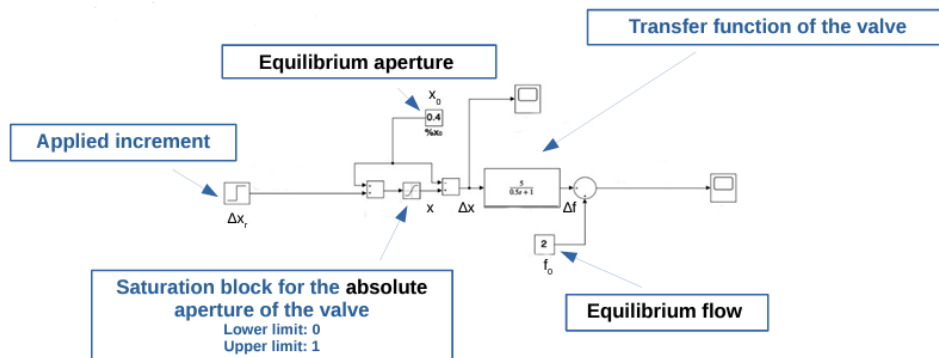 Transfer function of the valve
Equilibrium aperture
x0
0.4
%x0
Applied increment
5
0.5s+1
Δxr
x
Δx
Δf
2
f0
Saturation block for the absolute
aperture of the valve
Lower limit: 0
Upper limit: 1
Equilibrium flow